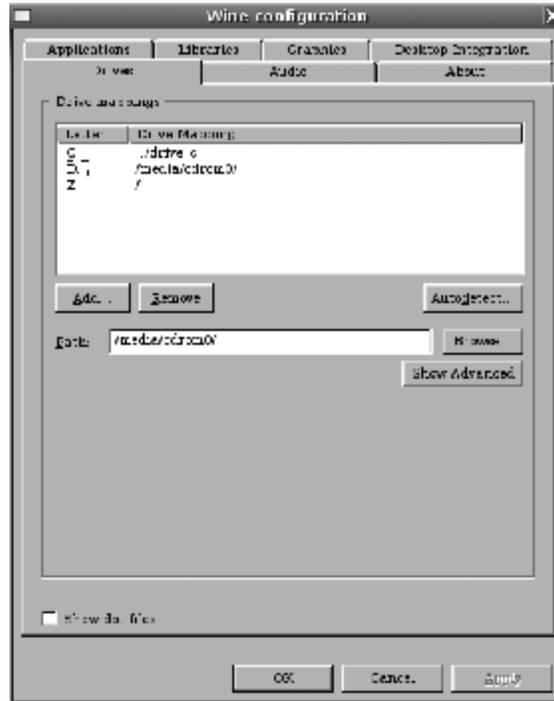 Wine configuration
Applications Libraries Graphics Desktop Integration
Drives Audio About
Drive mappings
Letter Drive Mapping
C: ../drive_c
D: /media/cdrom0/
Z: /
Add... Remove Autodetect...
Path: /media/cdrom0/ Browse...
Show Advanced
Show dot files
OK Cancel Apply